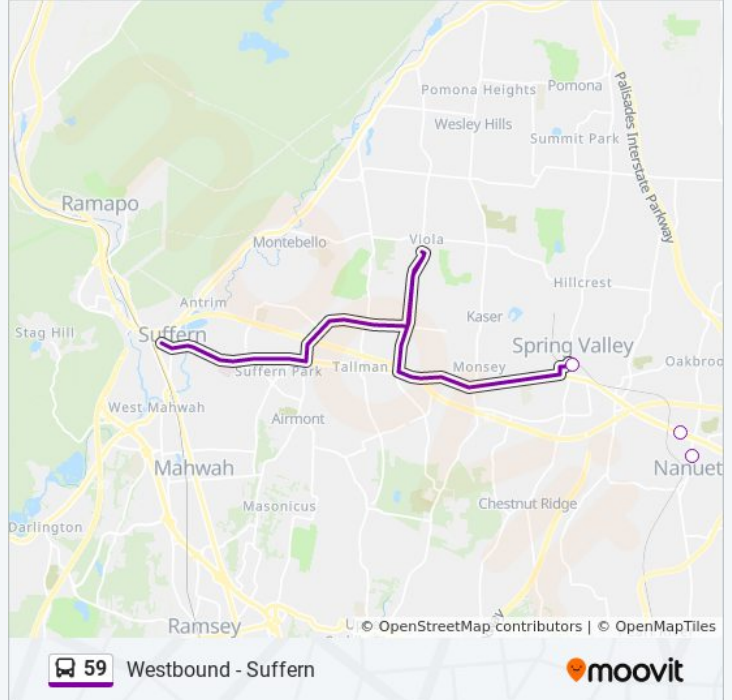 Pomona Heights
Pomona
Wesley Hills
Summit Park
Palisades Interstate Parkway
Ramapo
Montebello
Viola
Hillcrest
Antrim
Kaser
Stag Hill
Suffern
Spring Valley
Suffern Park
Tallman
Monsey
Oakbroo
West Mahwah
Airmont
Mahwah
Nanuet
Masonicus
Chestnut Ridge
Darlington
Ramsey
© OpenStreetMap contributors | © OpenMapTiles
59
Westbound - Suffern
moovit